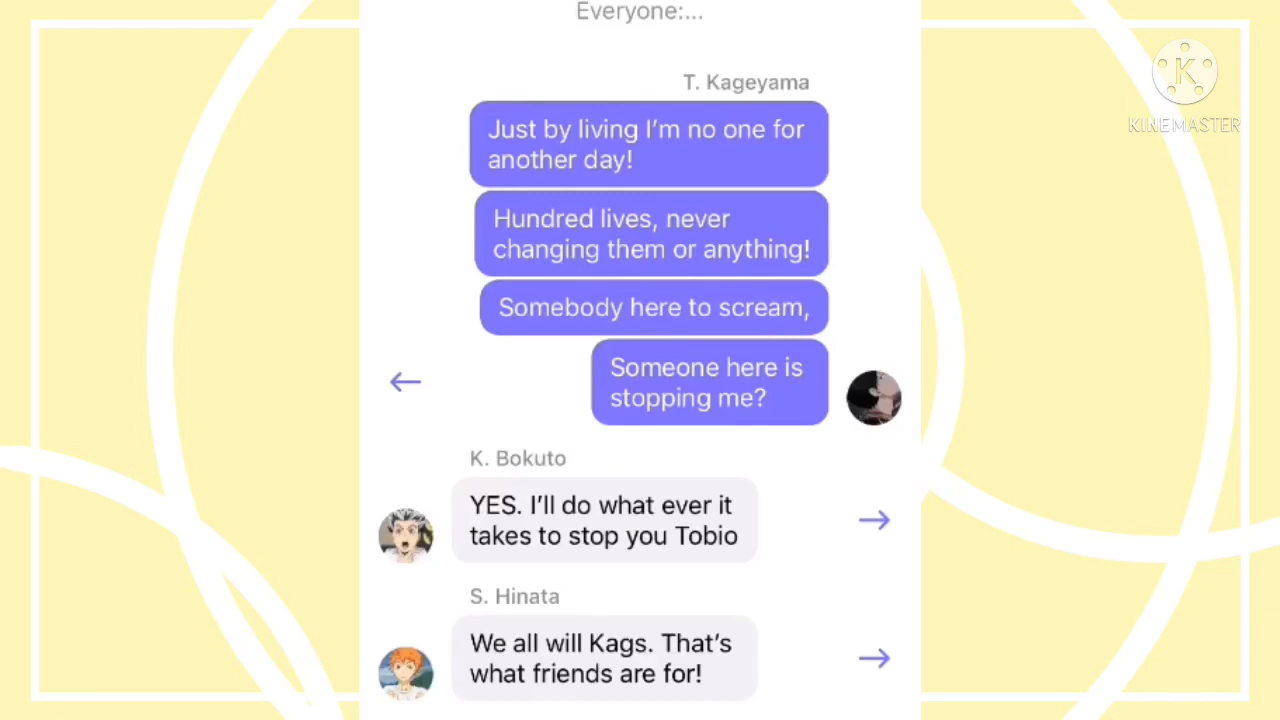 Everyone:...
T. Kageyama
KINEMASTER
Just by living I'm no one for
another day!
Hundred lives, never
changing them or anything!
Somebody here to scream,
Someone here is
stopping me?
K. Bokuto
YES. I'll do what ever it
takes to stop you Tobio
S. Hinata
We all will Kags. That's
what friends are for!